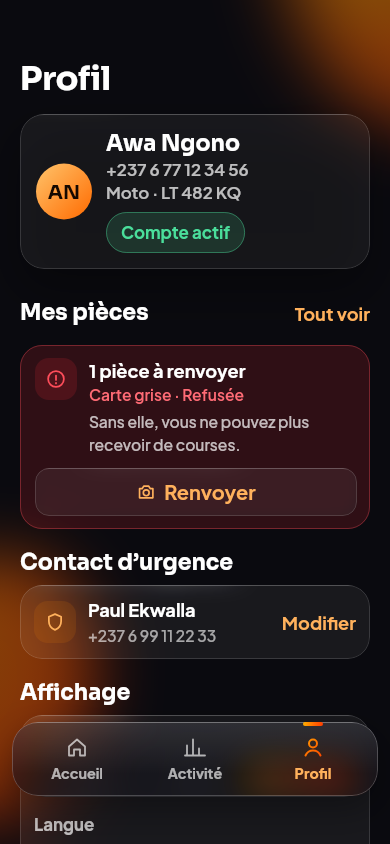 Profil
AN
Awa Ngono
+237 6 77 12 34 56
Moto · LT 482 KQ
Compte actif
Mes pièces
Tout voir
1 pièce à renvoyer
Carte grise · Refusée
Sans elle, vous ne pouvez plus
recevoir de courses.
Renvoyer
Contact d’urgence
Paul Ekwalla
+237 6 99 11 22 33
Modifier
Affichage
Accueil
Activité
Profil
Langue